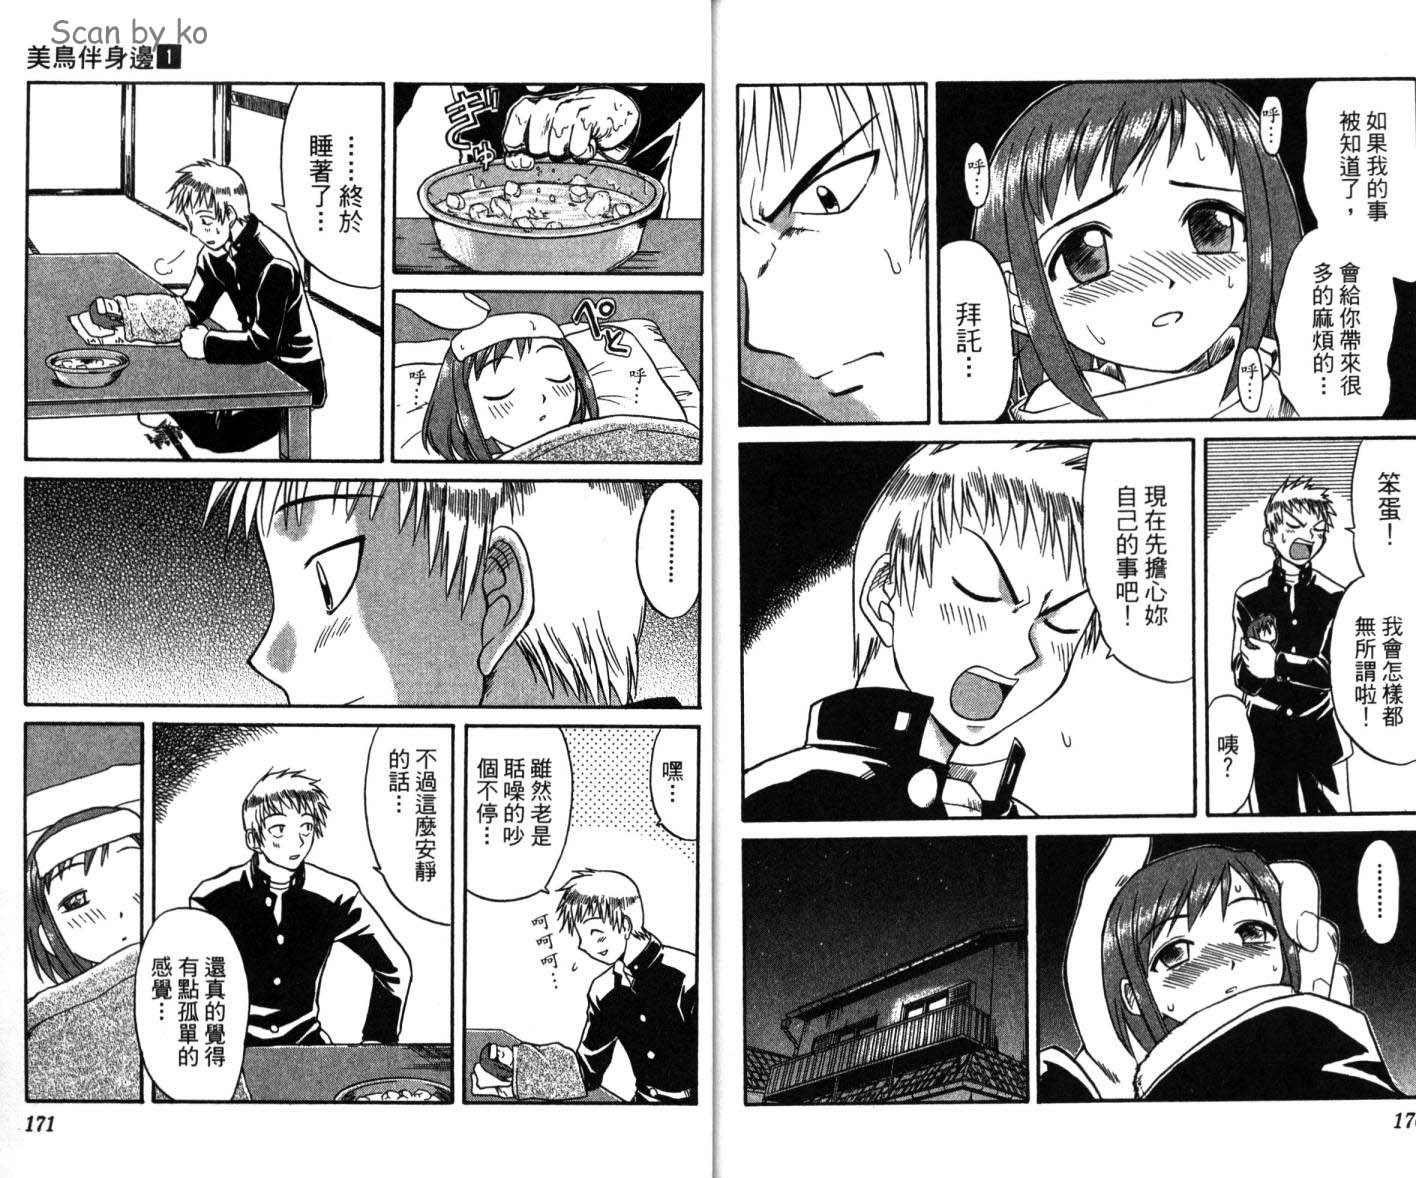 Scan by ko
美鳥伴身邊1
呼…
如果我的事
被知道了，
會給你帶來很
多的麻煩的…
呼…
呼…
拜託…
笨蛋！
我會怎樣都
無所謂啦！
咦？
現在先擔心妳
自己的事吧！
………
170
ぎゅ
ぺと
呼…
呼…
……終於
睡著了…
…………
嘿…
雖然老是
聒噪的吵
個不停…
呵呵呵…
不過這麼安靜
的話…
還真的覺得
有點孤單的
感覺…
171